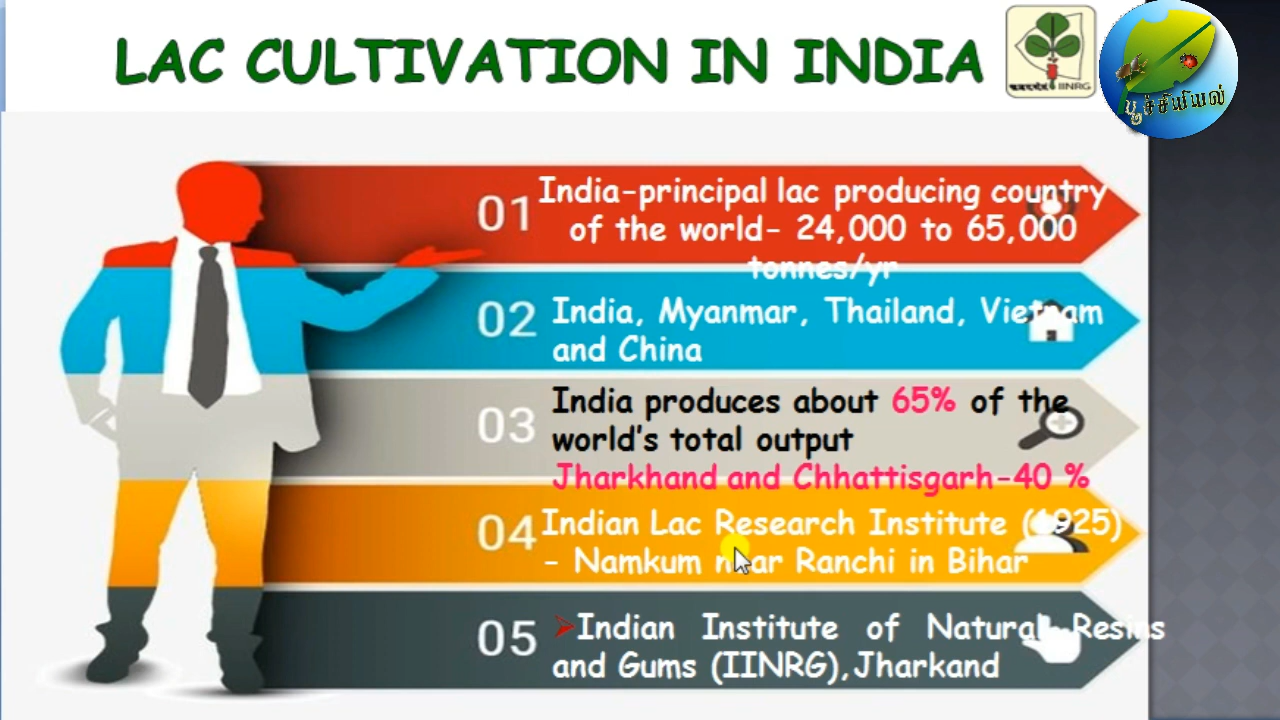 LAC CULTIVATION IN INDIA
IINRG
பூச்சியியல்
01
India-principal lac producing country
of the world- 24,000 to 65,000
tonnes/yr
02
India, Myanmar, Thailand, Vietnam
and China
03
India produces about 65% of the
world's total output
Jharkhand and Chhattisgarh-40 %
04
Indian Lac Research Institute (1925)
- Namkum near Ranchi in Bihar
05
➢Indian Institute of Natural Resins
and Gums (IINRG),Jharkand